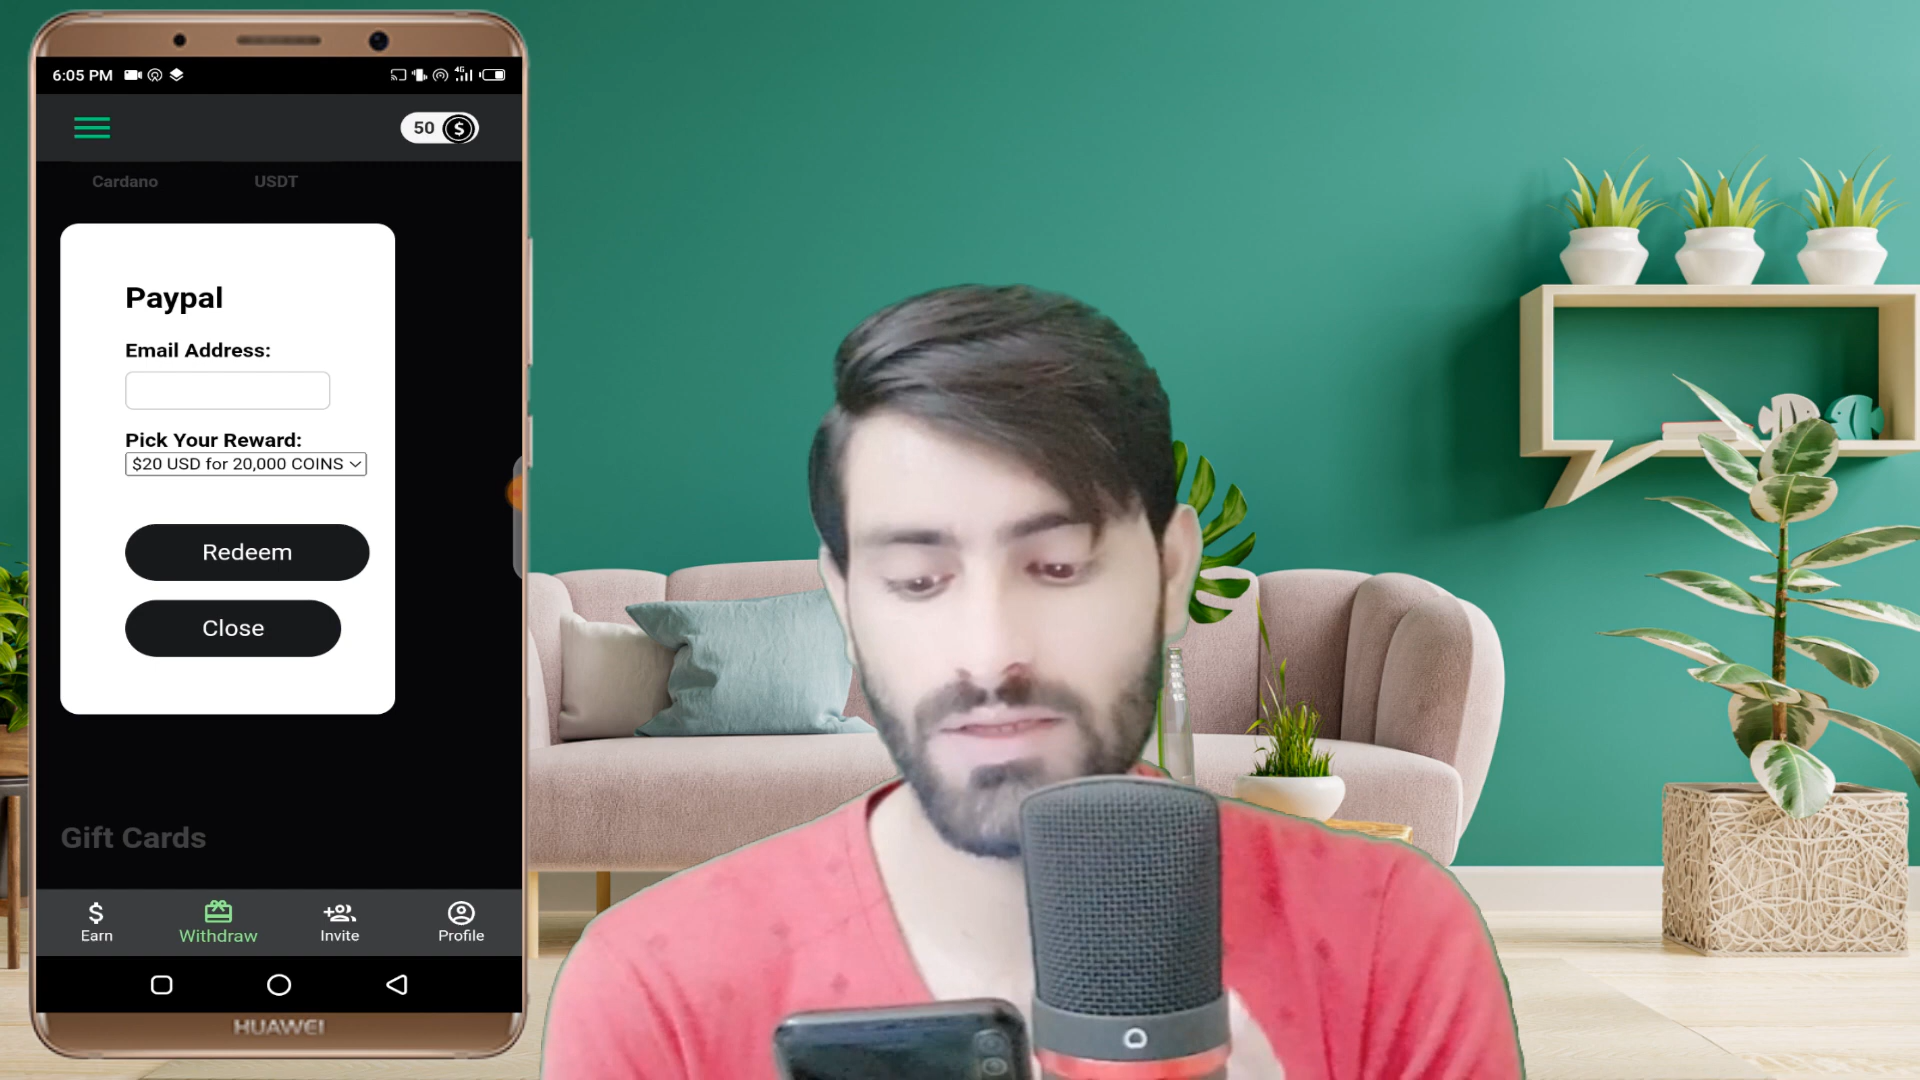 6:05 PM
4G
50 $
Cardano USDT
Paypal
Email Address:
Pick Your Reward:
$20 USD for 20,000 COINS
Redeem
Close
Gift Cards
Earn Withdraw Invite Profile
HUAWEI